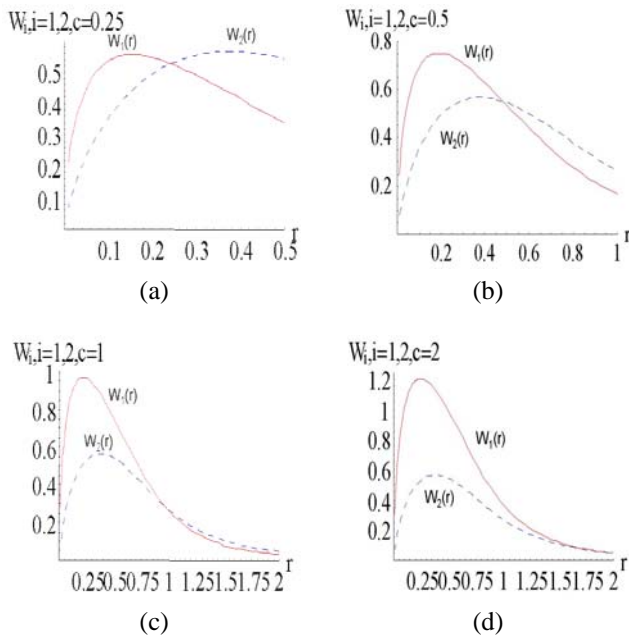 Wi,i=1,2,c=0.25
W1(r)
W2(r)
0.5
0.4
0.3
0.2
0.1
r
0.1 0.2 0.3 0.4 0.5
(a)
Wi,i=1,2,c=0.5
0.8
W1(r)
0.6
0.4
W2(r)
0.2
r
0.2 0.4 0.6 0.8 1
(b)
Wi,i=1,2,c=1
1
W1(r)
0.8
W2(r)
0.6
0.4
0.2
r
0.250.50.75 1 1.251.51.75 2
(c)
Wi,i=1,2,c=2
1.2
1
W1(r)
0.8
0.6
W2(r)
0.4
0.2
r
0.250.50.75 1 1.251.51.75 2
(d)